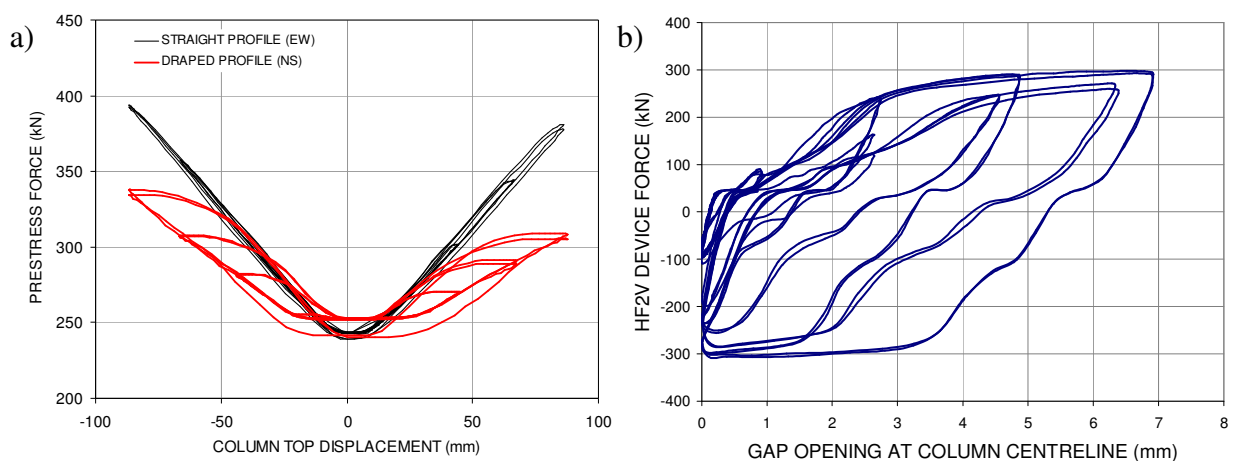 a)
450
400
350
300
250
200
PRESTRESS FORCE (kN)
STRAIGHT PROFILE (EW)
DRAPED PROFILE (NS)
-100 -50 0 50 100
COLUMN TOP DISPLACEMENT (mm)
b)
400
300
200
100
0
-100
-200
-300
-400
HF2V DEVICE FORCE (kN)
0 1 2 3 4 5 6 7 8
GAP OPENING AT COLUMN CENTRELINE (mm)